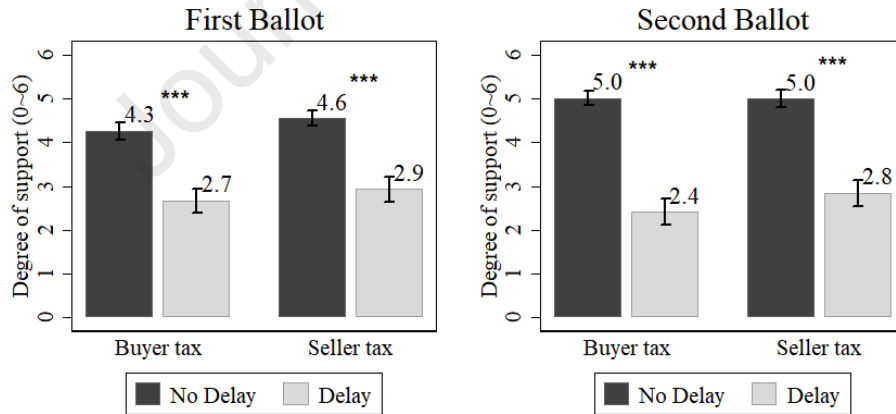 First Ballot
Degree of support (0~6)
6
5
4
3
2
1
0
4.3
***
2.7
4.6
***
2.9
Buyer tax
Seller tax
No Delay
Delay
Second Ballot
Degree of support (0~6)
6
5
4
3
2
1
0
5.0
***
2.4
5.0
***
2.8
Buyer tax
Seller tax
No Delay
Delay
Journ